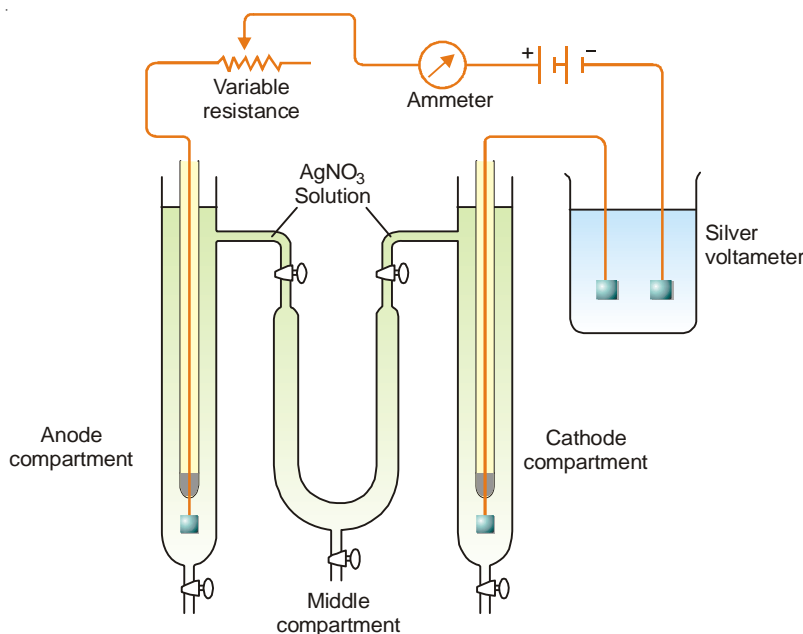 + −
Variable
resistance
Ammeter
AgNO₃
Solution
Silver
voltameter
Anode
compartment
Cathode
compartment
Middle
compartment